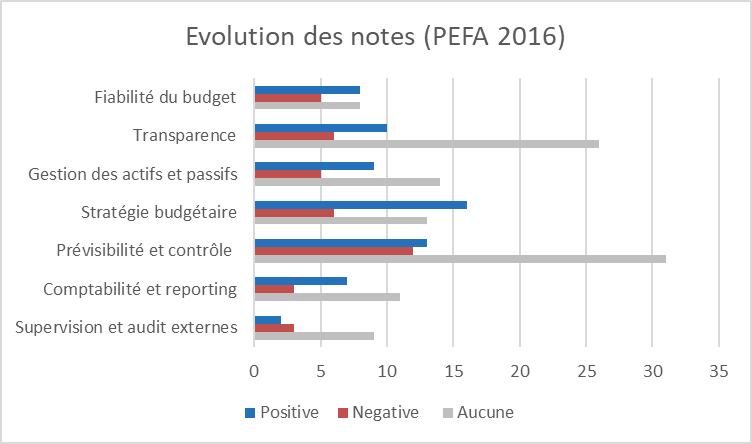 Evolution des notes (PEFA 2016)
Fiabilité du budget
Transparence
Gestion des actifs et passifs
Stratégie budgétaire
Prévisibilité et contrôle
Comptabilité et reporting
Supervision et audit externes
0 5 10 15 20 25 30 35
Positive Negative Aucune